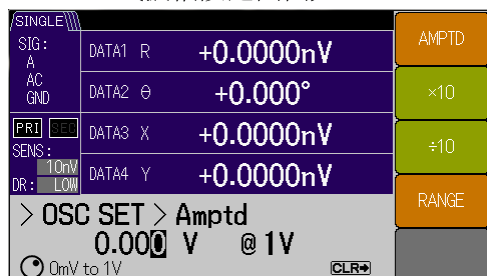 SINGLE
SIG:
A
AC
GND
PRI SEC
SENS:
10nV
DR: LOW
DATA1 R +0.0000nV
DATA2 θ +0.000°
DATA3 X +0.0000nV
DATA4 Y +0.0000nV
> OSC SET > Amptd
0.000 V @1V
0mV to 1V CLR
AMPTD
×10
÷10
RANGE